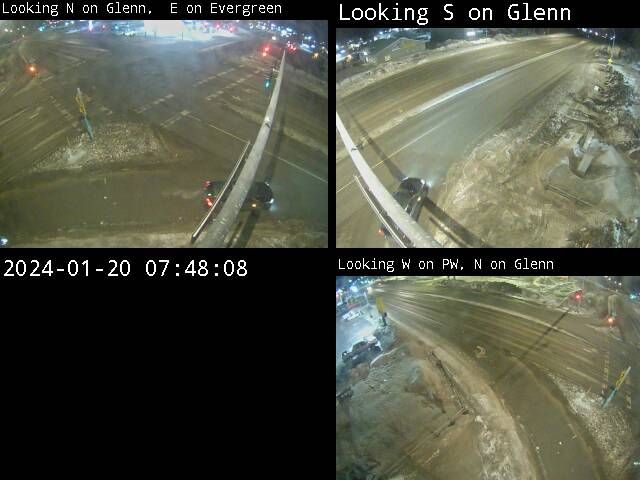 Looking N on Glenn, E on Evergreen
Looking S on Glenn
2024-01-20 07:48:08
Looking W on PW, N on Glenn